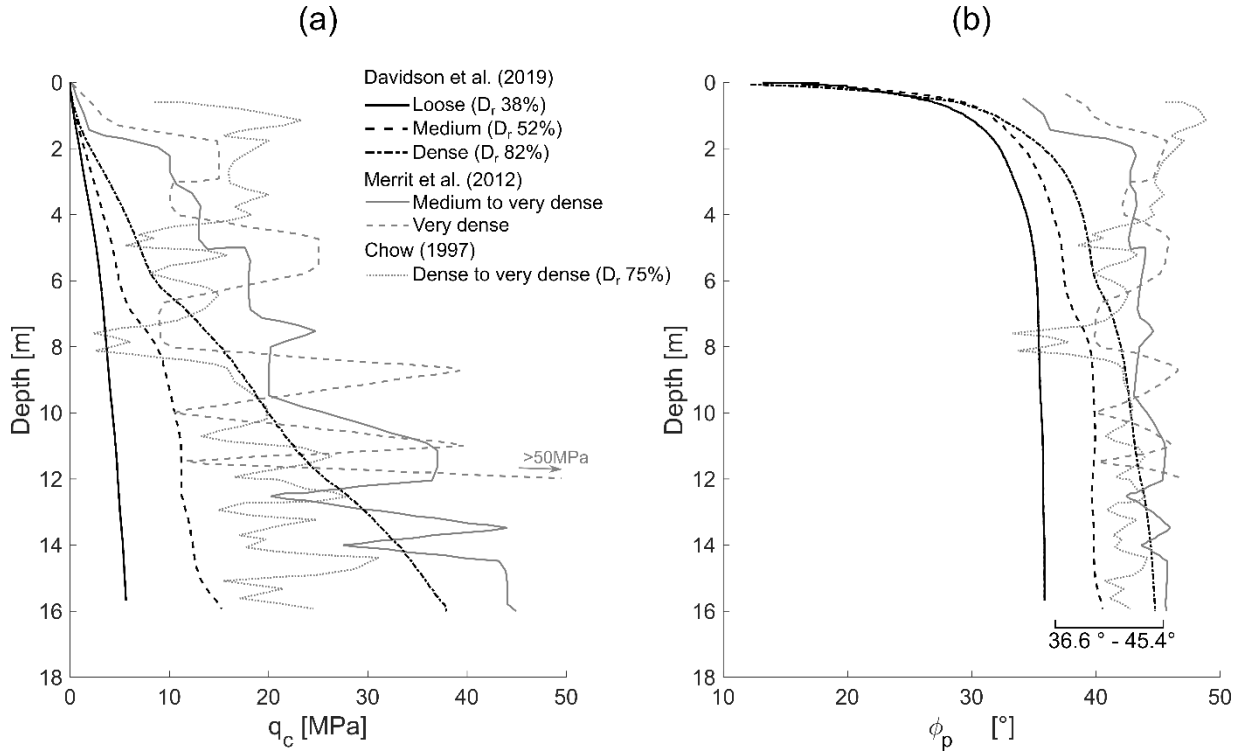 (a)
Davidson et al. (2019)
Loose (D_r 38%)
Medium (D_r 52%)
Dense (D_r 82%)
Merrit et al. (2012)
Medium to very dense
Very dense
Chow (1997)
Dense to very dense (D_r 75%)
>50MPa
0
2
4
6
8
10
12
14
16
18
Depth [m]
0
10
20
30
40
50
q_c [MPa]
(b)
0
2
4
6
8
10
12
14
16
18
Depth [m]
36.6 ° - 45.4°
10
20
30
40
50
ϕ_p [°]